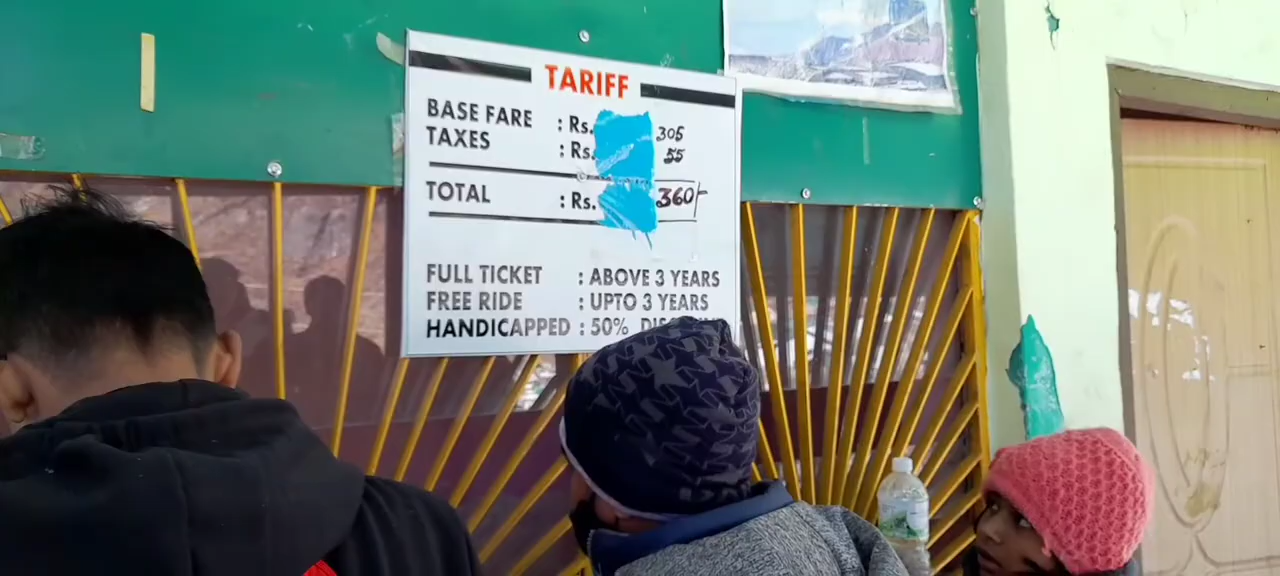 TARIFF
BASE FARE : Rs. 305
TAXES : Rs. 55
TOTAL : Rs. 360/-
FULL TICKET : ABOVE 3 YEARS
FREE RIDE : UPTO 3 YEARS
HANDICAPPED : 50%